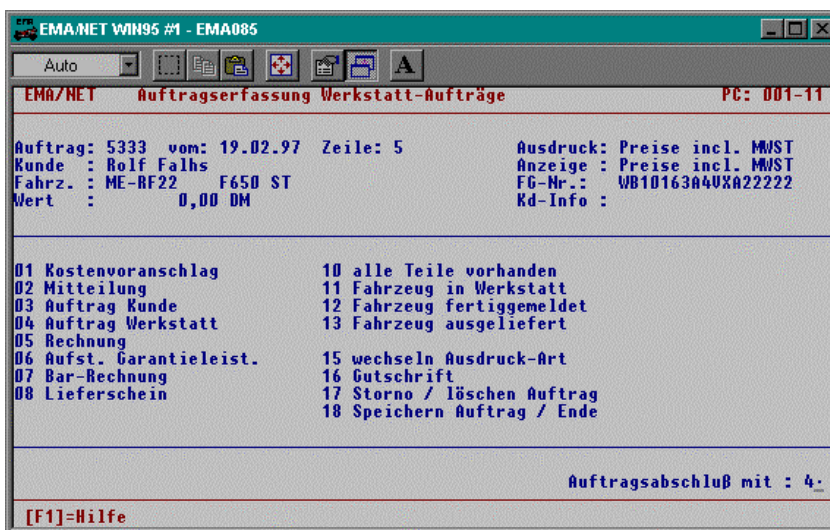 EMA/NET WIN95 #1 - EMA085
Auto A
EMA/NET Auftragserfassung Werkstatt-Aufträge PC: 001-11
Auftrag: 5333 vom: 19.02.97 Zeile: 5 Ausdruck: Preise incl. MWST
Kunde : Rolf Falhs Anzeige : Preise incl. MWST
Fahrz. : ME-RF22 F650 ST FG-Nr.: WB10163A4VXA22222
Wert : 0,00 DM Kd-Info :
01 Kostenvoranschlag 10 alle Teile vorhanden
02 Mitteilung 11 Fahrzeug in Werkstatt
03 Auftrag Kunde 12 Fahrzeug fertiggemeldet
04 Auftrag Werkstatt 13 Fahrzeug ausgeliefert
05 Rechnung
06 Aufst. Garantieleist. 15 wechseln Ausdruck-Art
07 Bar-Rechnung 16 Gutschrift
08 Lieferschein 17 Storno / löschen Auftrag
18 Speichern Auftrag / Ende
Auftragsabschluß mit : 4.
[F1]=Hilfe